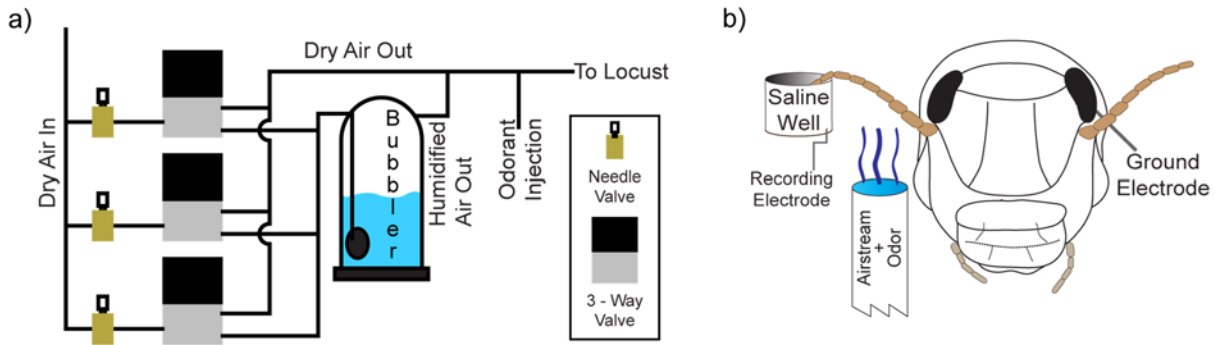 a)
Dry Air Out
To Locust
Dry Air In
Bubbler
Humidified
Air Out
Odorant
Injection
Needle
Valve
3 - Way
Valve
b)
Saline
Well
Recording
Electrode
Airstream
+
Odor
Ground
Electrode